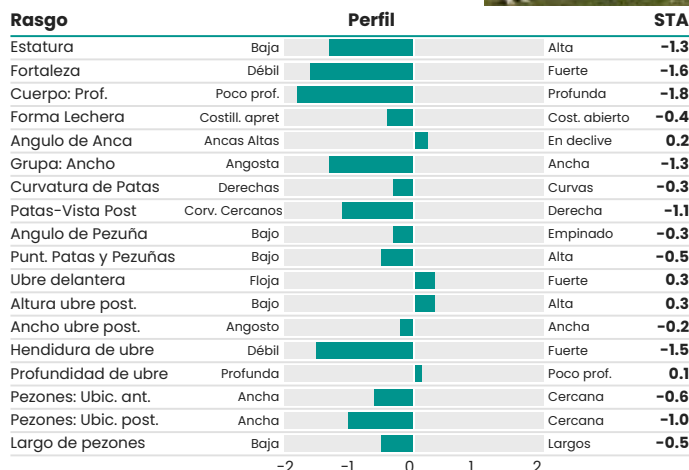 Rasgo Perfil STA
Estatura Baja Alta -1.3
Fortaleza Débil Fuerte -1.6
Cuerpo: Prof. Poco prof. Profunda -1.8
Forma Lechera Costill. apret Cost. abierto -0.4
Angulo de Anca Ancas Altas En declive 0.2
Grupa: Ancho Angosta Ancha -1.3
Curvatura de Patas Derechas Curvas -0.3
Patas-Vista Post Corv. Cercanos Derecha -1.1
Angulo de Pezuña Bajo Empinado -0.3
Punt. Patas y Pezuñas Bajo Alta -0.5
Ubre delantera Floja Fuerte 0.3
Altura ubre post. Bajo Alta 0.3
Ancho ubre post. Angosto Ancha -0.2
Hendidura de ubre Débil Fuerte -1.5
Profundidad de ubre Profunda Poco prof. 0.1
Pezones: Ubic. ant. Ancha Cercana -0.6
Pezones: Ubic. post. Ancha Cercana -1.0
Largo de pezones Baja Largos -0.5
-2 -1 0 1 2